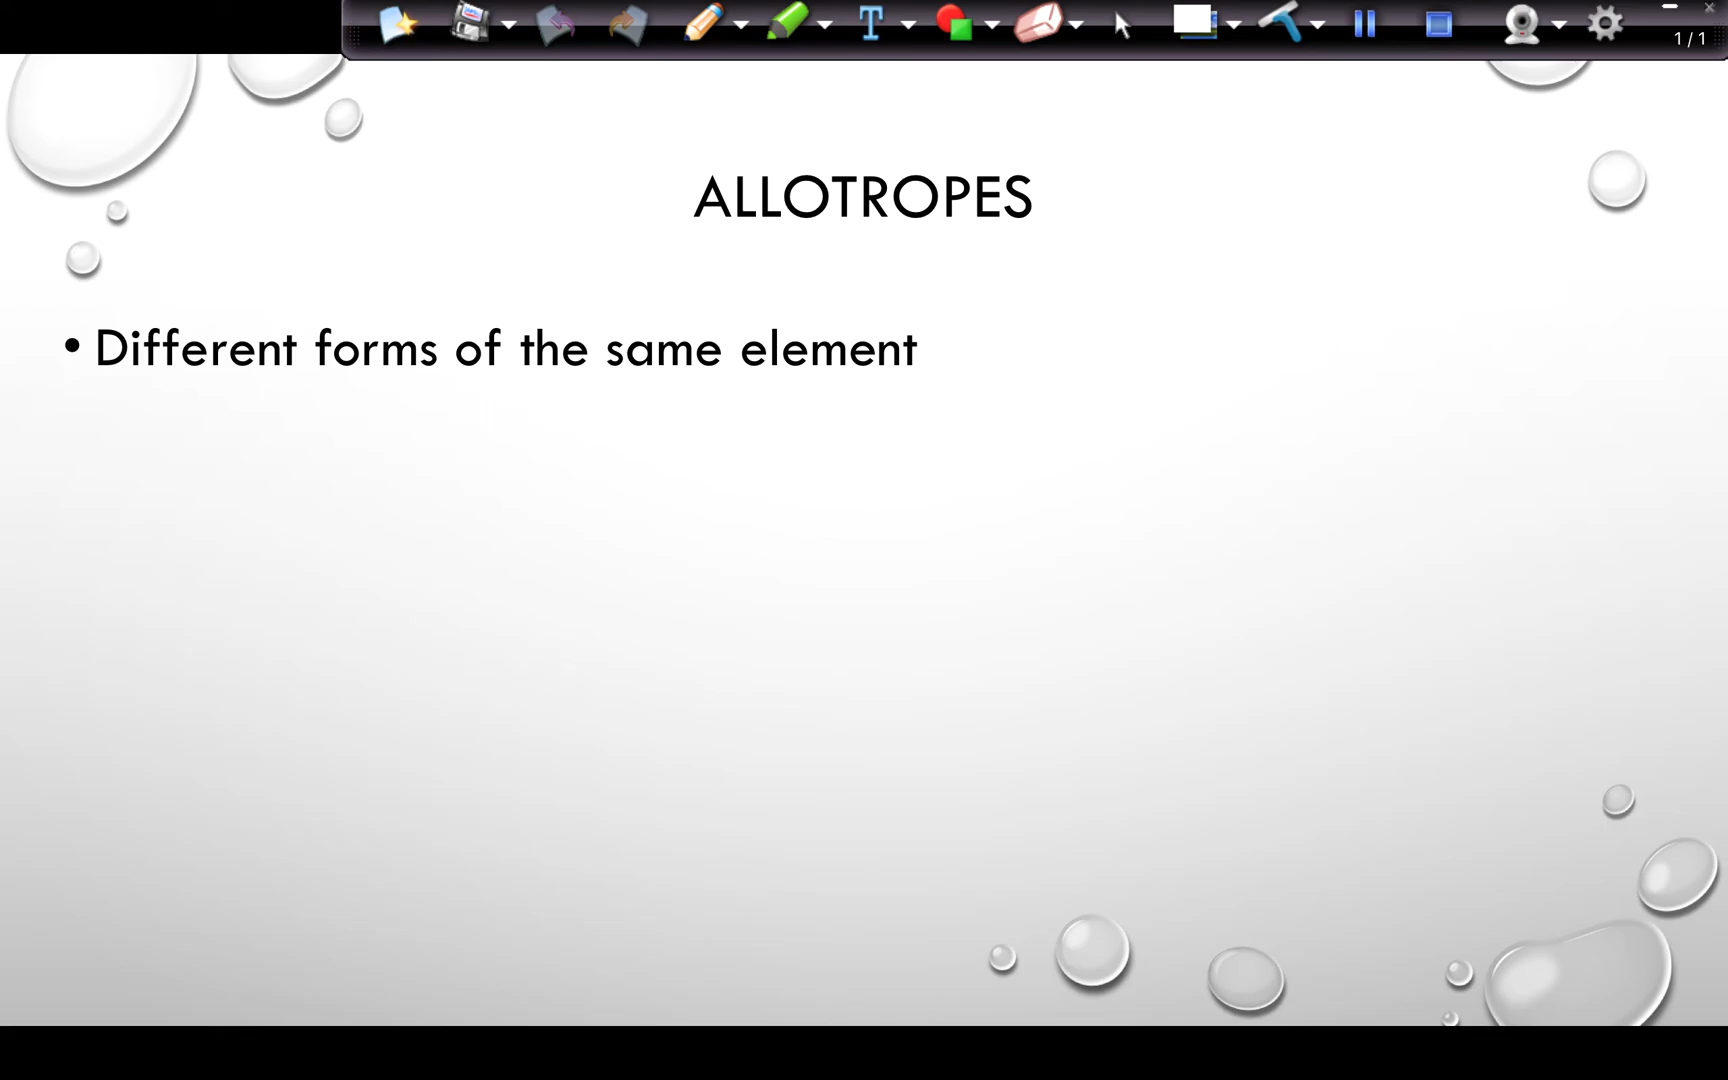 1 / 1
ALLOTROPES
• Different forms of the same element